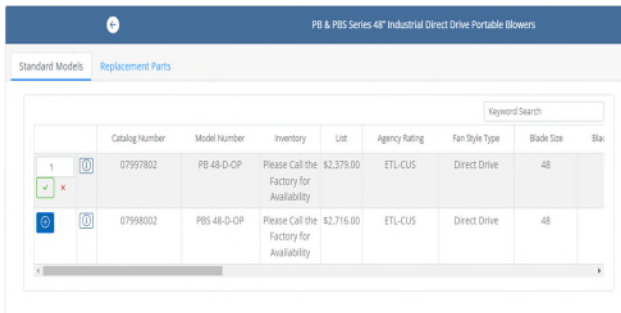 PB & PBS Series 48" Industrial Direct Drive Portable Blowers
Standard Models Replacement Parts
Keyword Search
Catalog Number Model Number Inventory List Agency Rating Fan Style Type Blade Size Blac
1 07997802 PB 48-D-OP Please Call the $2,379.00 ETL-CUS Direct Drive 48
Factory for
Availability
07998002 PBS 48-D-OP Please Call the $2,716.00 ETL-CUS Direct Drive 48
Factory for
Availability